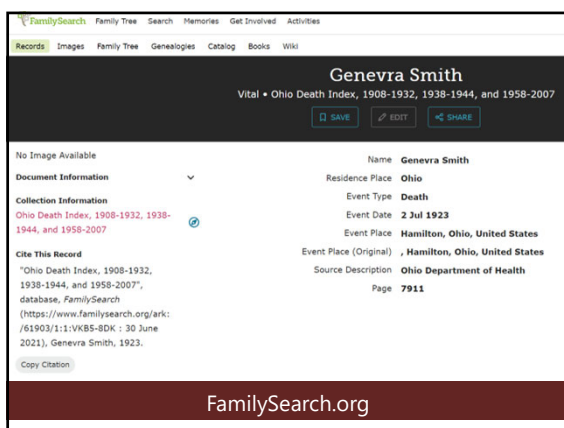 FamilySearch Family Tree Search Memories Get Involved Activities
Records Images Family Tree Genealogies Catalog Books Wiki
Genevra Smith
Vital • Ohio Death Index, 1908-1932, 1938-1944, and 1958-2007
SAVE EDIT SHARE
No Image Available
Document Information
Collection Information
Ohio Death Index, 1908-1932, 1938-
1944, and 1958-2007
Cite This Record
"Ohio Death Index, 1908-1932,
1938-1944, and 1958-2007",
database, FamilySearch
(https://www.familysearch.org/ark:
/61903/1:1:VKB5-8DK : 30 June
2021), Genevra Smith, 1923.
Copy Citation
Name Genevra Smith
Residence Place Ohio
Event Type Death
Event Date 2 Jul 1923
Event Place Hamilton, Ohio, United States
Event Place (Original) , Hamilton, Ohio, United States
Source Description Ohio Department of Health
Page 7911
FamilySearch.org